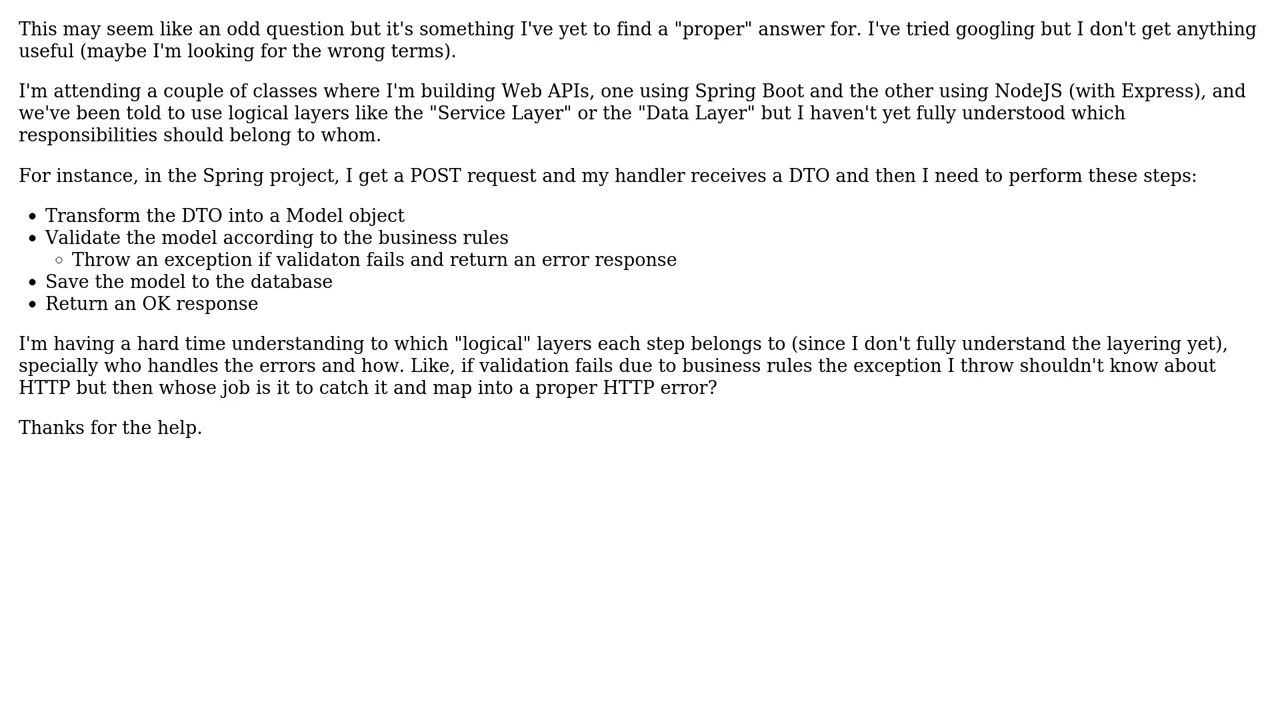 This may seem like an odd question but it's something I've yet to find a "proper" answer for. I've tried googling but I don't get anything
useful (maybe I'm looking for the wrong terms).
I'm attending a couple of classes where I'm building Web APIs, one using Spring Boot and the other using NodeJS (with Express), and
we've been told to use logical layers like the "Service Layer" or the "Data Layer" but I haven't yet fully understood which
responsibilities should belong to whom.
For instance, in the Spring project, I get a POST request and my handler receives a DTO and then I need to perform these steps:
• Transform the DTO into a Model object
• Validate the model according to the business rules
◦ Throw an exception if validaton fails and return an error response
• Save the model to the database
• Return an OK response
I'm having a hard time understanding to which "logical" layers each step belongs to (since I don't fully understand the layering yet),
specially who handles the errors and how. Like, if validation fails due to business rules the exception I throw shouldn't know about
HTTP but then whose job is it to catch it and map into a proper HTTP error?
Thanks for the help.